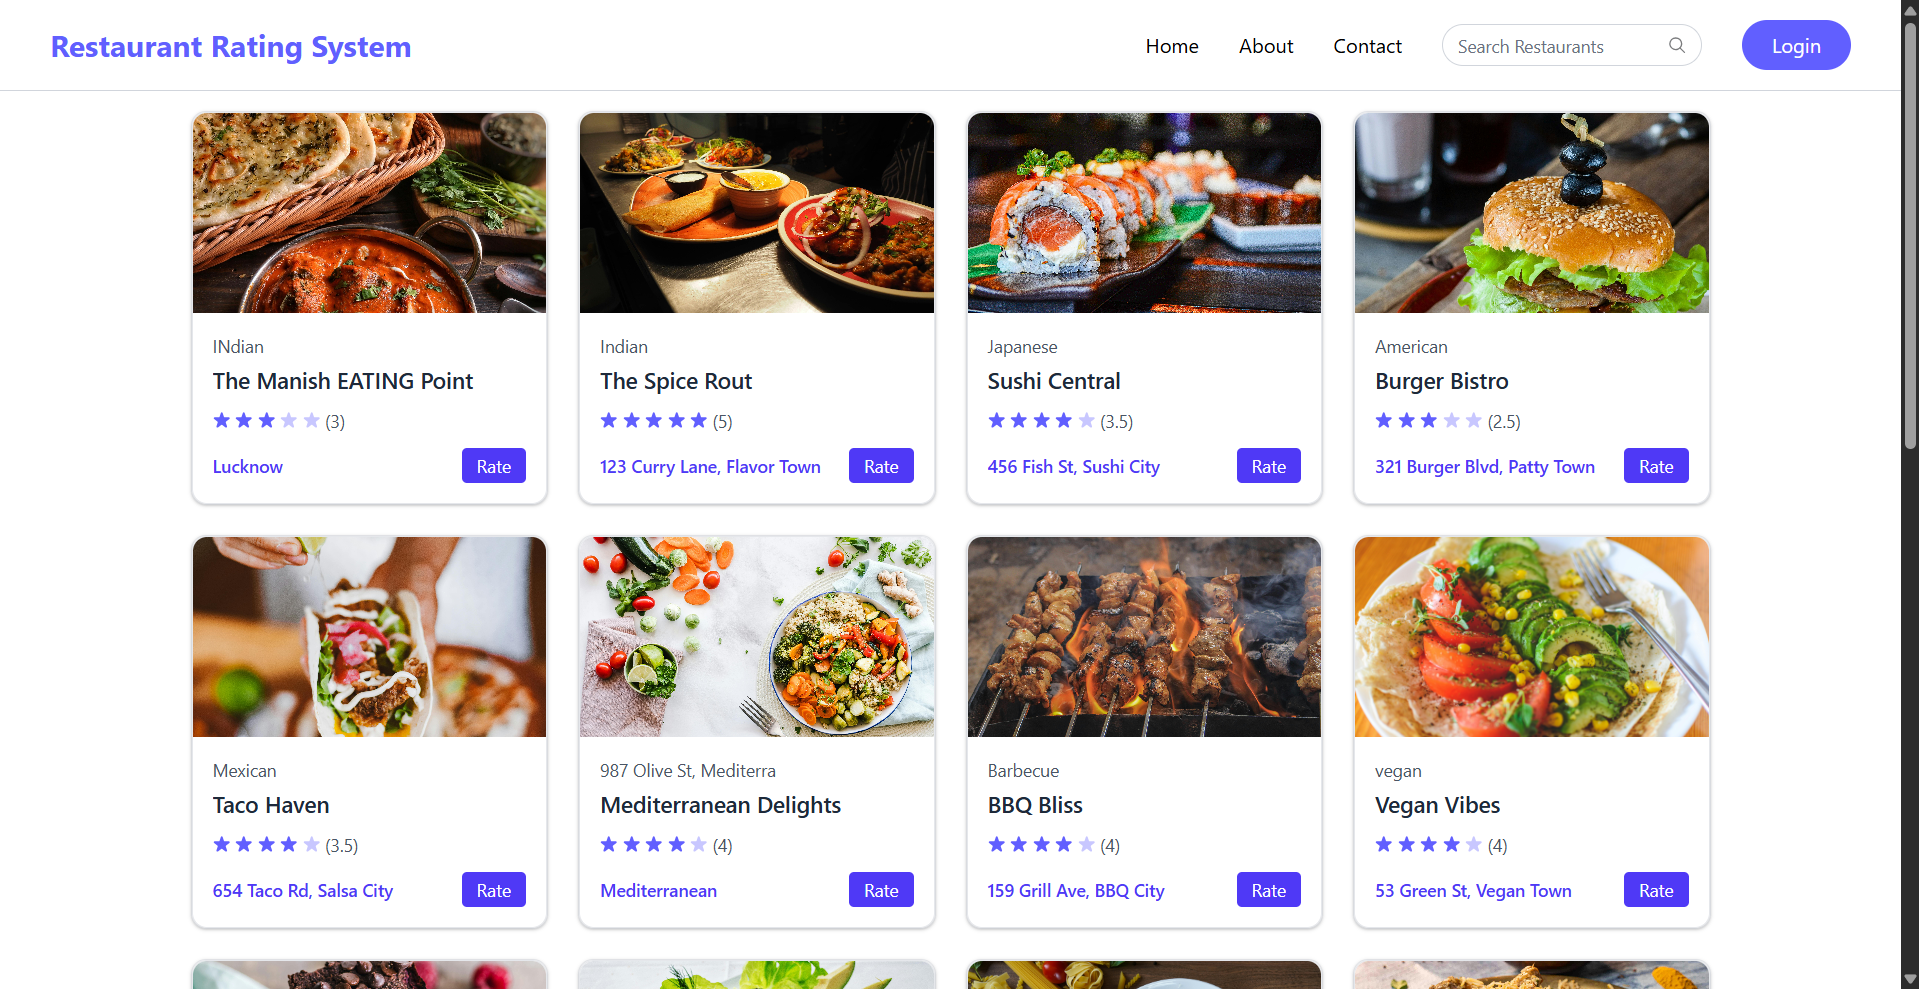 Restaurant Rating System
Home
About
Contact
Search Restaurants
Login
INdian
The Manish EATING Point
(3)
Lucknow
Rate
Indian
The Spice Rout
(5)
123 Curry Lane, Flavor Town
Rate
Japanese
Sushi Central
(3.5)
456 Fish St, Sushi City
Rate
American
Burger Bistro
(2.5)
321 Burger Blvd, Patty Town
Rate
Mexican
Taco Haven
(3.5)
654 Taco Rd, Salsa City
Rate
987 Olive St, Mediterra
Mediterranean Delights
(4)
Mediterranean
Rate
Barbecue
BBQ Bliss
(4)
159 Grill Ave, BBQ City
Rate
vegan
Vegan Vibes
(4)
53 Green St, Vegan Town
Rate